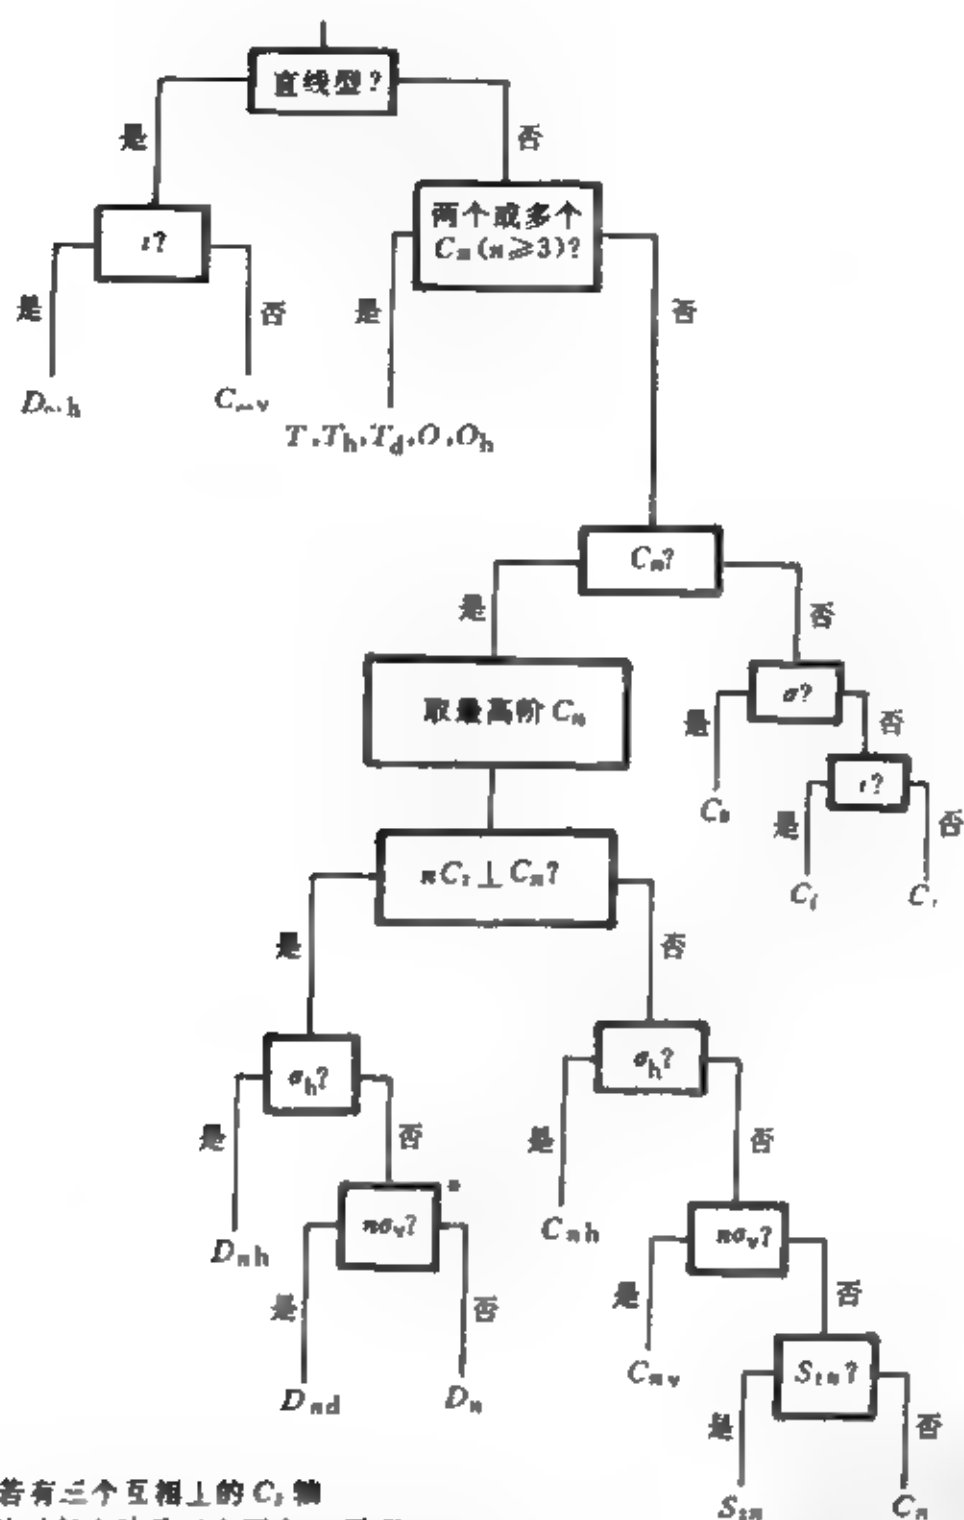 直线型?
是
否
i?
两个或多个
Cₙ(n≥3)?
是
否
是
否
D∞h
C∞v
T,Th,Td,O,Oh
Cₙ?
是
否
取最高阶 Cₙ
σ?
是
否
Cs
i?
是
否
Ci
C₁
nC₂⊥Cₙ?
是
否
σh?
σh?
是
否
是
否
Dnh
nσv?*
Cnh
nσv?
是
否
是
否
Dnd
Dn
Cnv
S₂ₙ?
是
否
S₂ₙ
Cn
若有三个互相⊥的 C₂ 轴